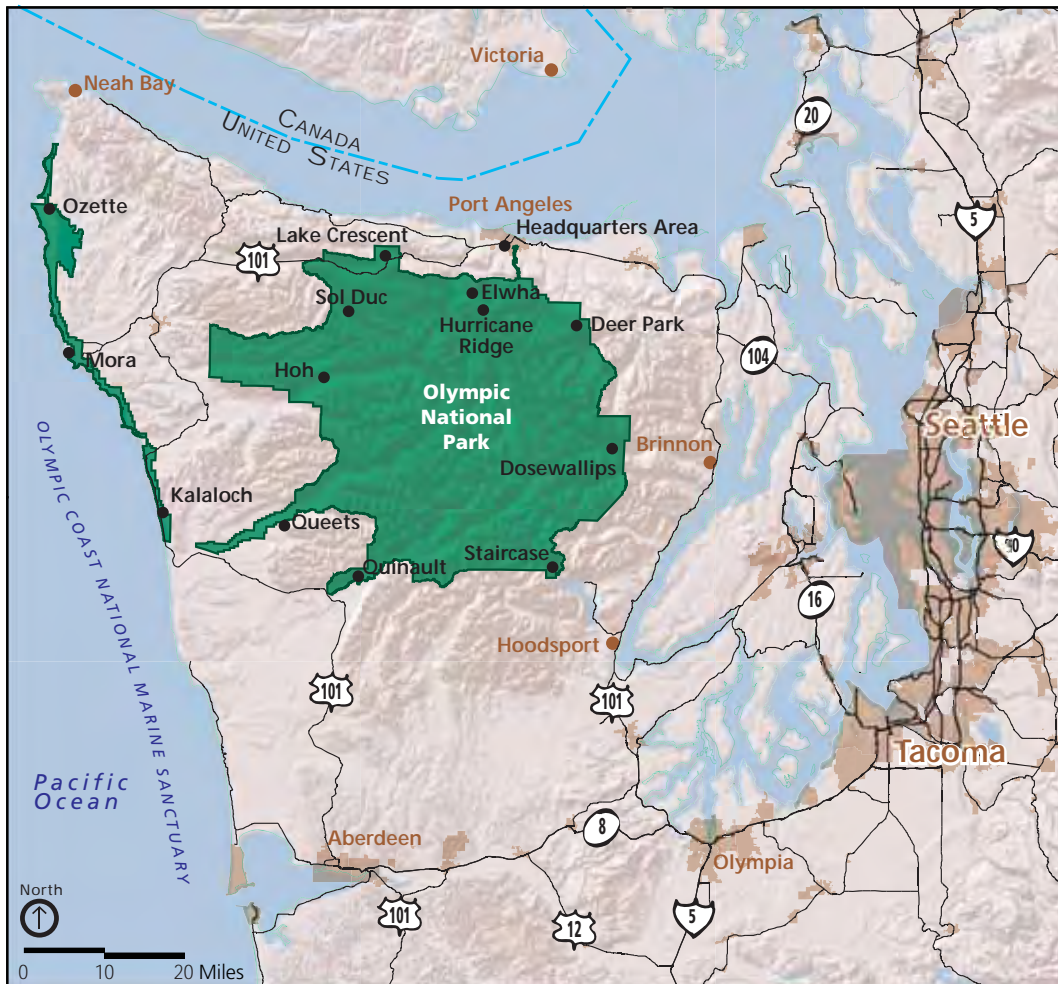 Victoria
Neah Bay
CANADA
UNITED STATES
20
Ozette
Port Angeles
5
Headquarters Area
Lake Crescent
101
Elwha
Sol Duc
Hurricane
Ridge
Deer Park
104
Mora
Hoh
Olympic
National
Park
Seattle
Brinnon
Dosewallips
OLYMPIC COAST NATIONAL MARINE SANCTUARY
Kalaloch
Queets
Staircase
Quinault
16
Hoodsport
101
101
Tacoma
Pacific
Ocean
8
Aberdeen
Olympia
North
101
12
5
0 10 20 Miles